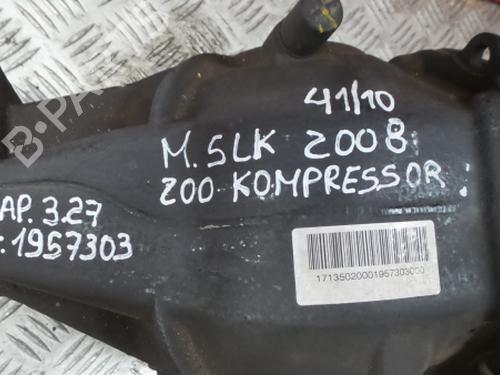 41/10
M. SLK 2008
200 KOMPRESSOR
AP. 3.27
: 1957303
17135020001957303000